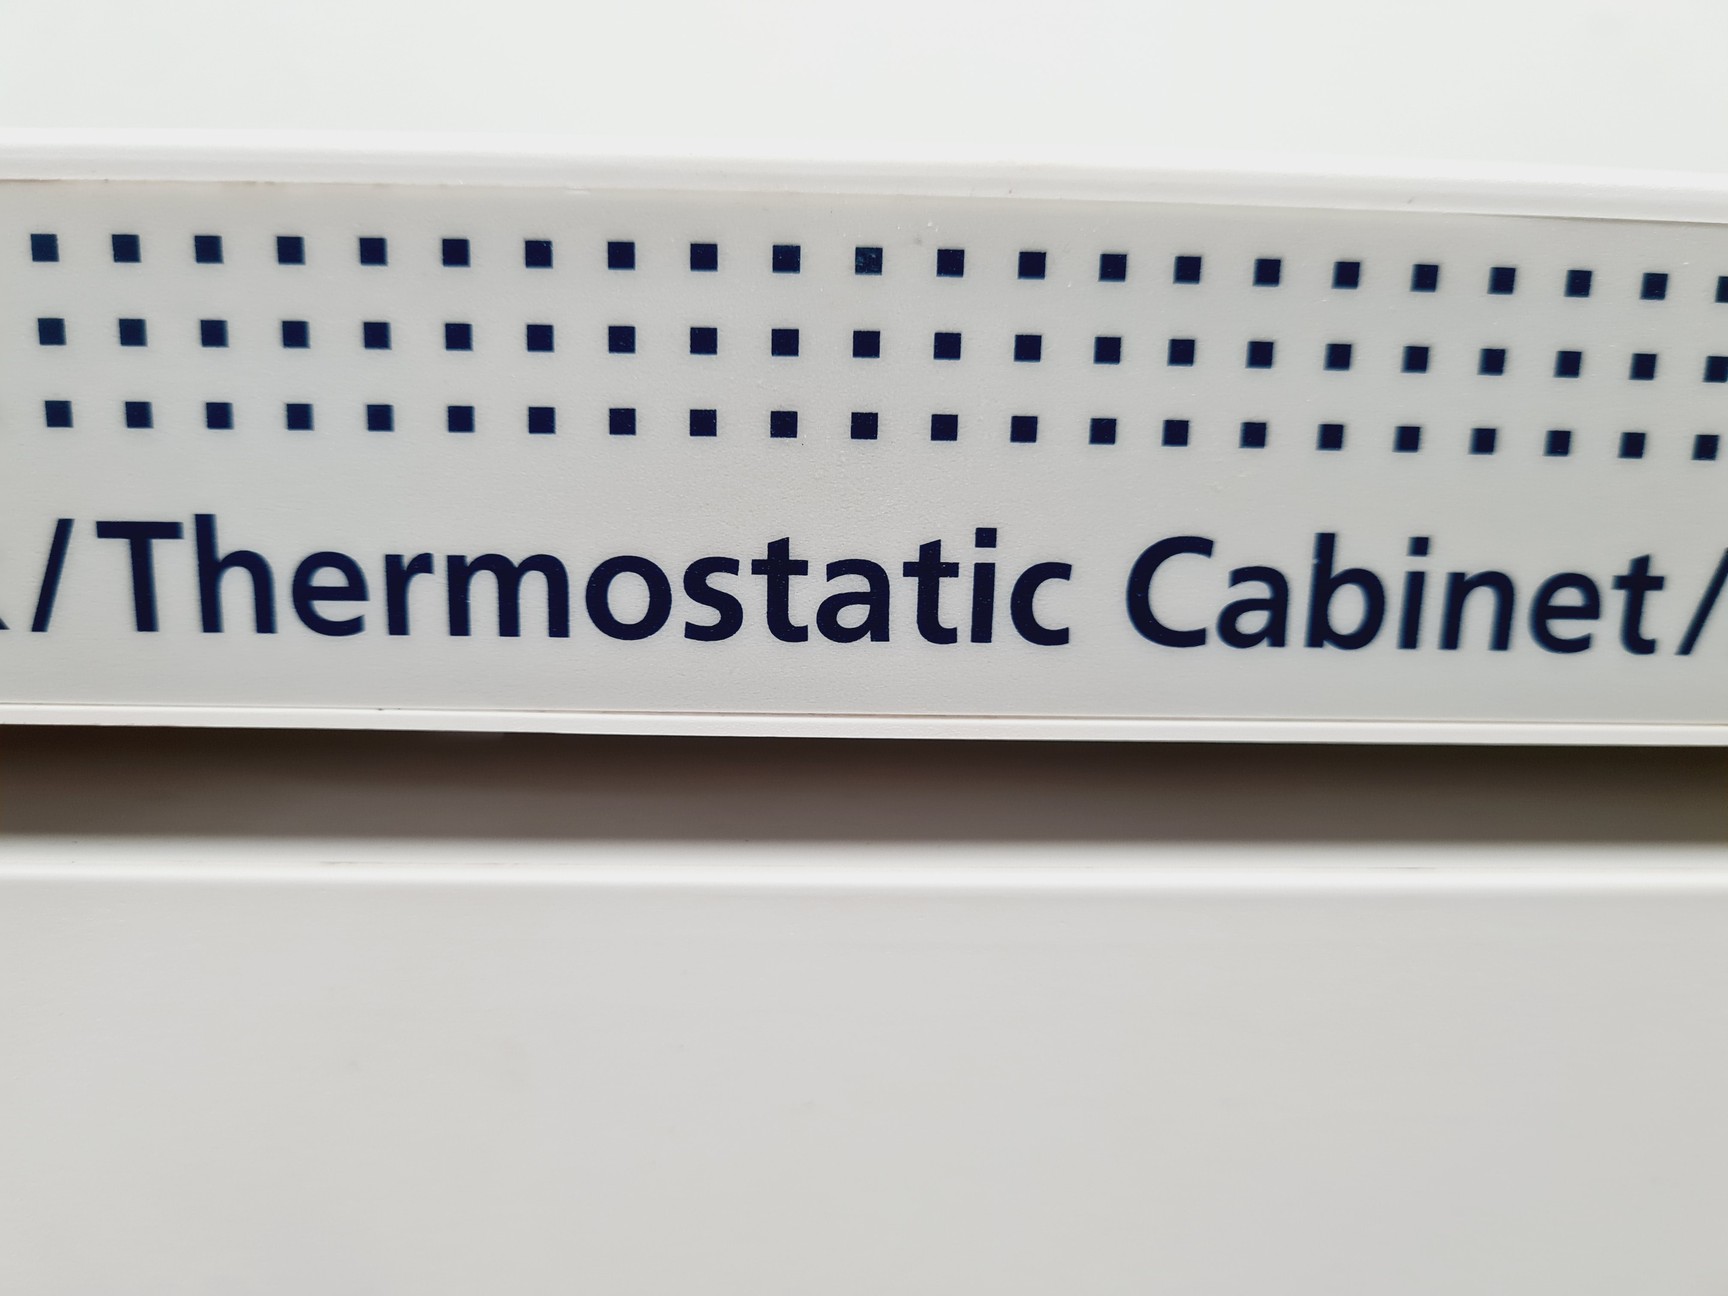 / Thermostatic Cabinet /